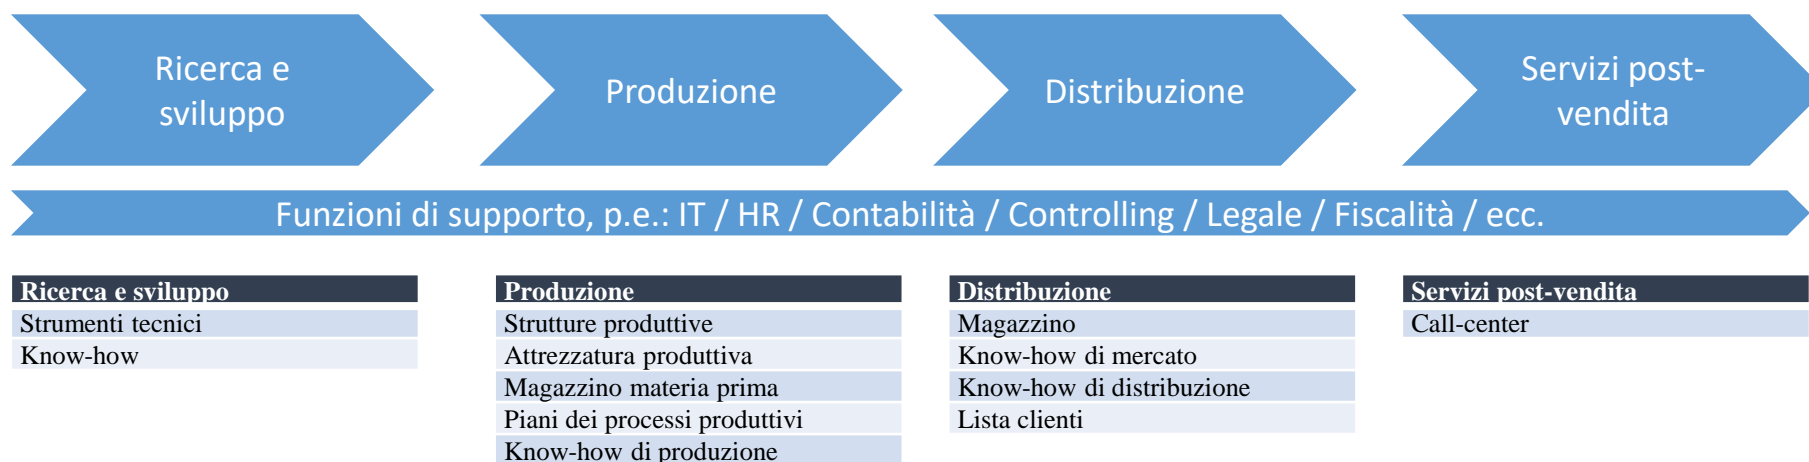 Ricerca e
sviluppo
Produzione
Distribuzione
Servizi post-
vendita
Funzioni di supporto, p.e.: IT / HR / Contabilità / Controlling / Legale / Fiscalità / ecc.
Ricerca e sviluppo
Strumenti tecnici
Know-how
Produzione
Strutture produttive
Attrezzatura produttiva
Magazzino materia prima
Piani dei processi produttivi
Know-how di produzione
Distribuzione
Magazzino
Know-how di mercato
Know-how di distribuzione
Lista clienti
Servizi post-vendita
Call-center